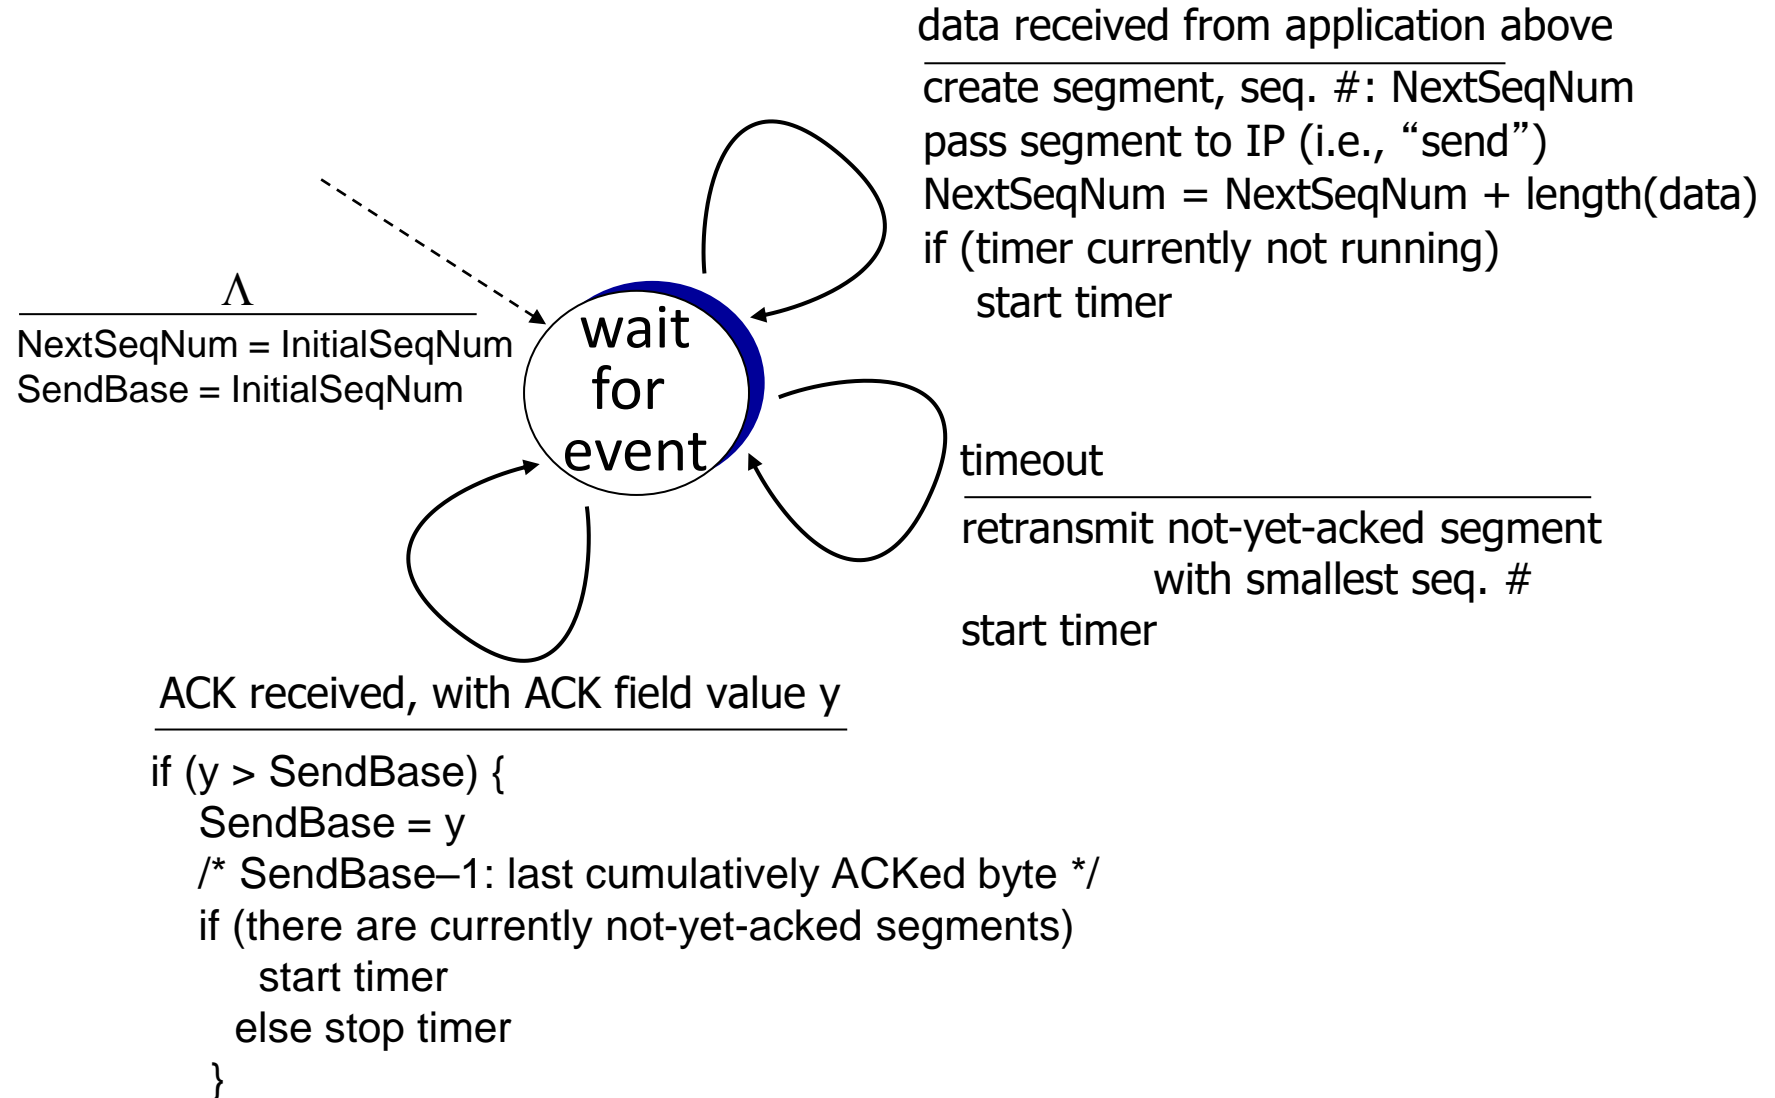 data received from application above
create segment, seq. #: NextSeqNum
pass segment to IP (i.e., “send”)
NextSeqNum = NextSeqNum + length(data)
if (timer currently not running)
start timer
Λ
NextSeqNum = InitialSeqNum
SendBase = InitialSeqNum
wait
for
event
timeout
retransmit not-yet-acked segment
with smallest seq. #
start timer
ACK received, with ACK field value y
if (y > SendBase) {
SendBase = y
/* SendBase–1: last cumulatively ACKed byte */
if (there are currently not-yet-acked segments)
start timer
else stop timer
}